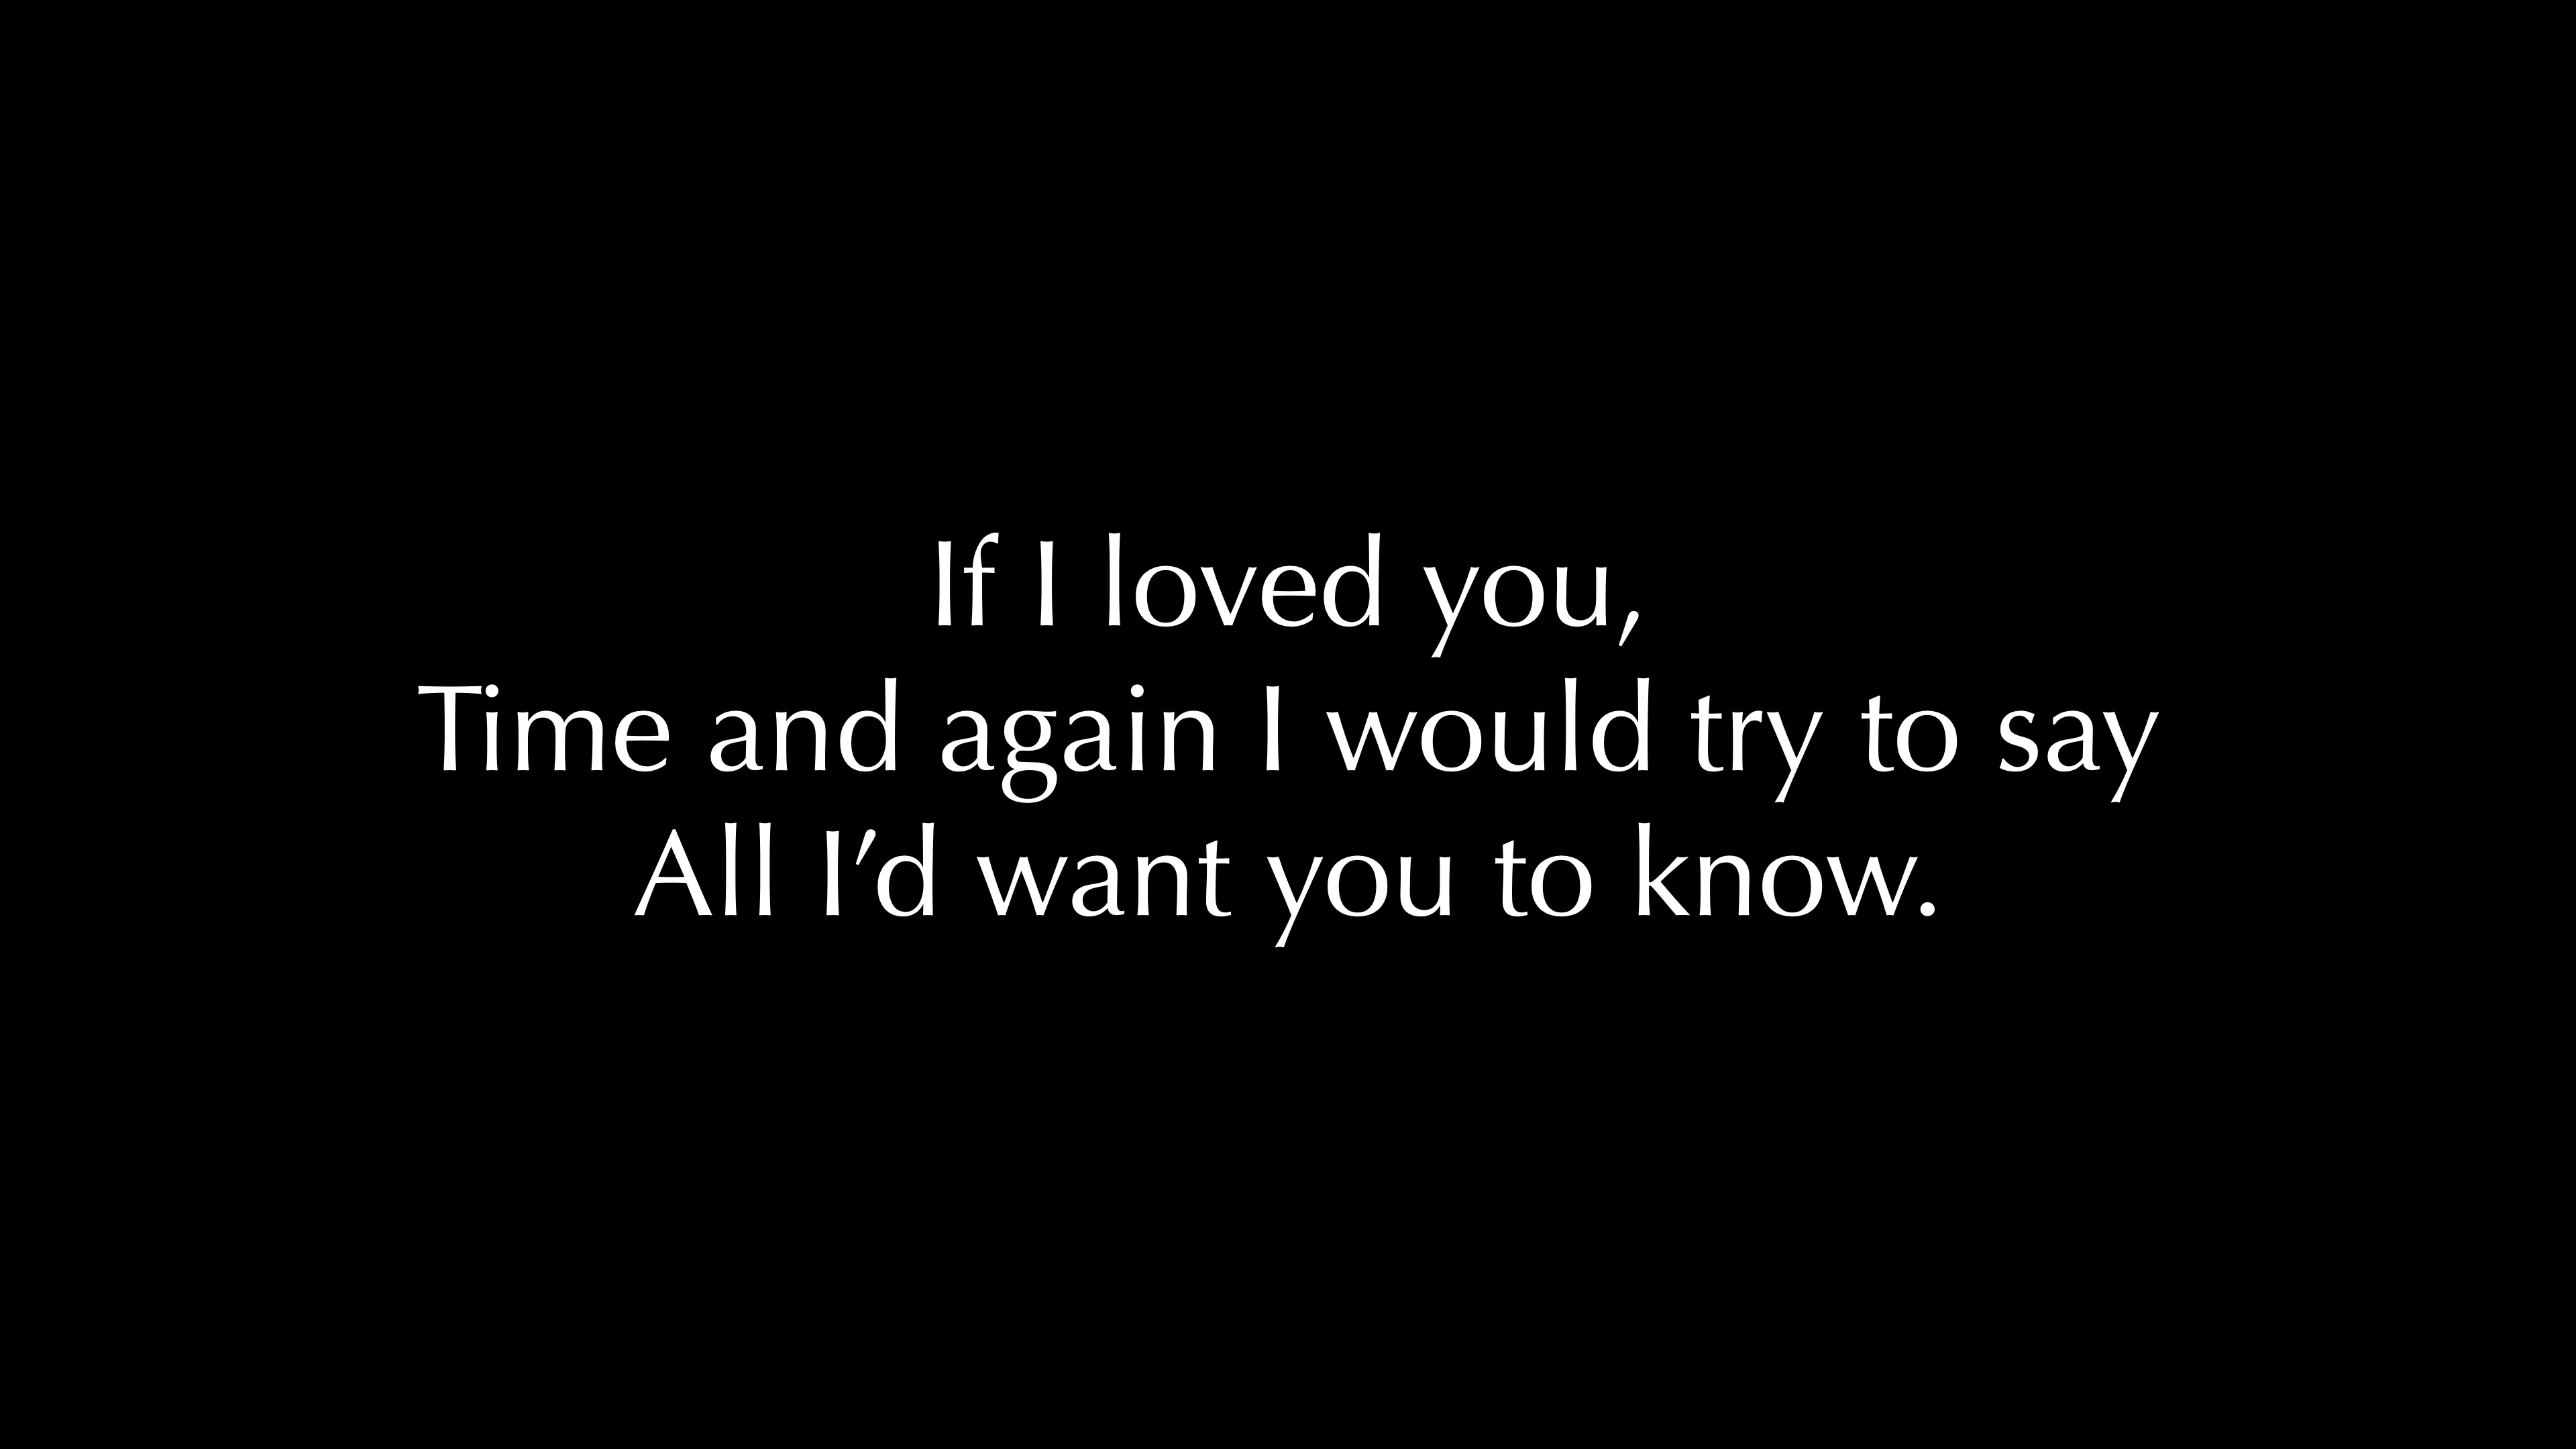 If I loved you,
Time and again I would try to say
All I’d want you to know.